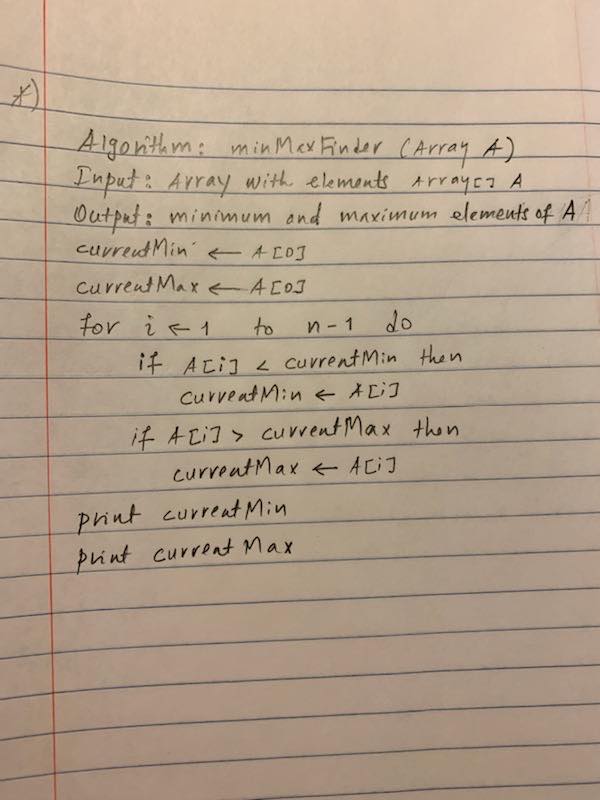 *)
Algorithm: minMaxFinder (Array A)
Input: Array with elements Array[] A
Output: minimum and maximum elements of A
currentMin ← A[0]
currentMax ← A[0]
for i ← 1 to n-1 do
if A[i] < currentMin then
currentMin ← A[i]
if A[i] > currentMax then
currentMax ← A[i]
print currentMin
print currentMax